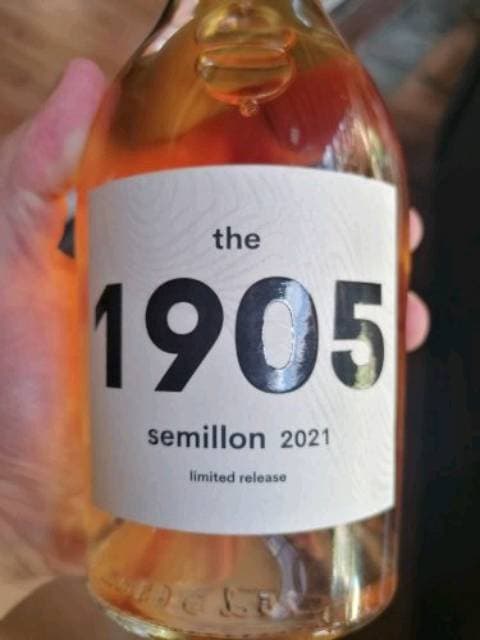 the
1905
semillon 2021
limited release